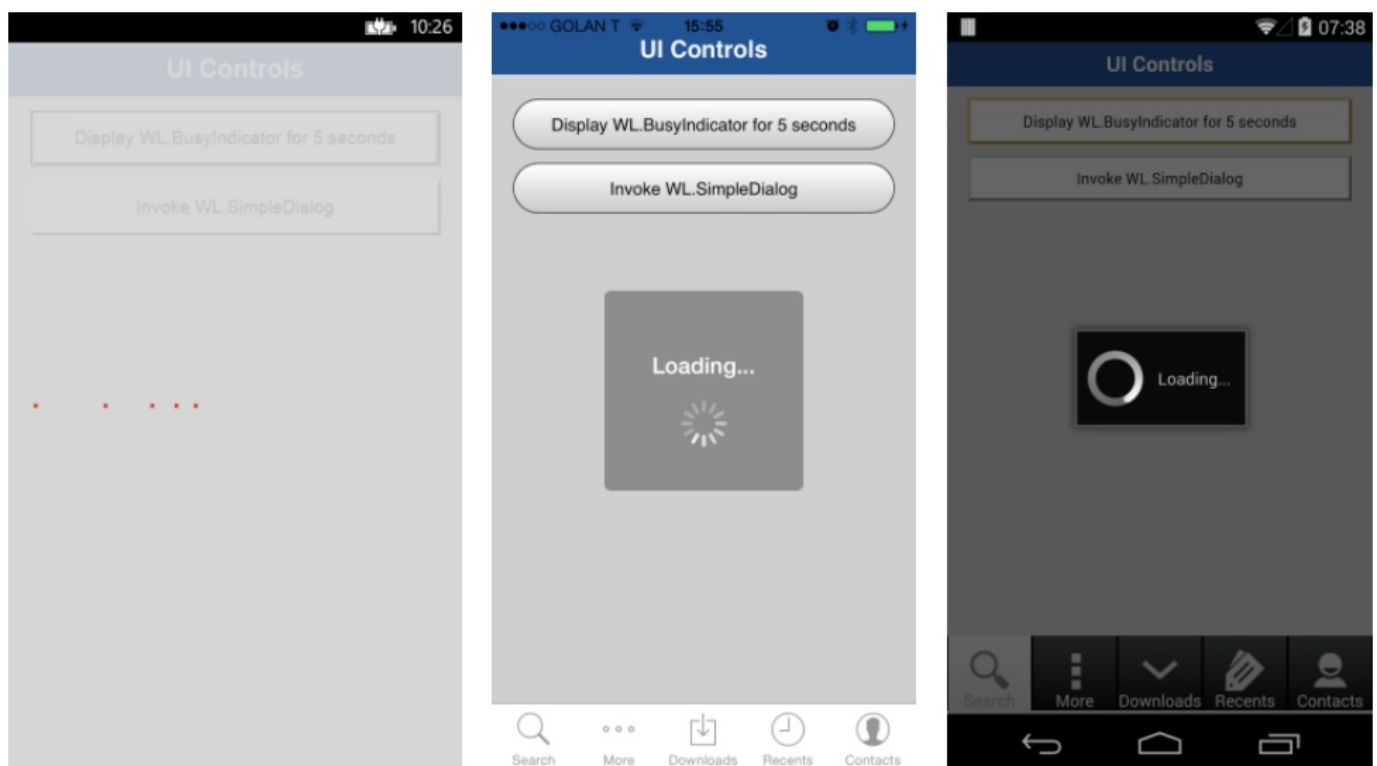 10:26
UI Controls
Display WL.BusyIndicator for 5 seconds
Invoke WL.SimpleDialog
GOLAN T 15:55
UI Controls
Display WL.BusyIndicator for 5 seconds
Invoke WL.SimpleDialog
Loading...
Search More Downloads Recents Contacts
07:38
UI Controls
Display WL.BusyIndicator for 5 seconds
Invoke WL.SimpleDialog
Loading...
Search More Downloads Recents Contacts